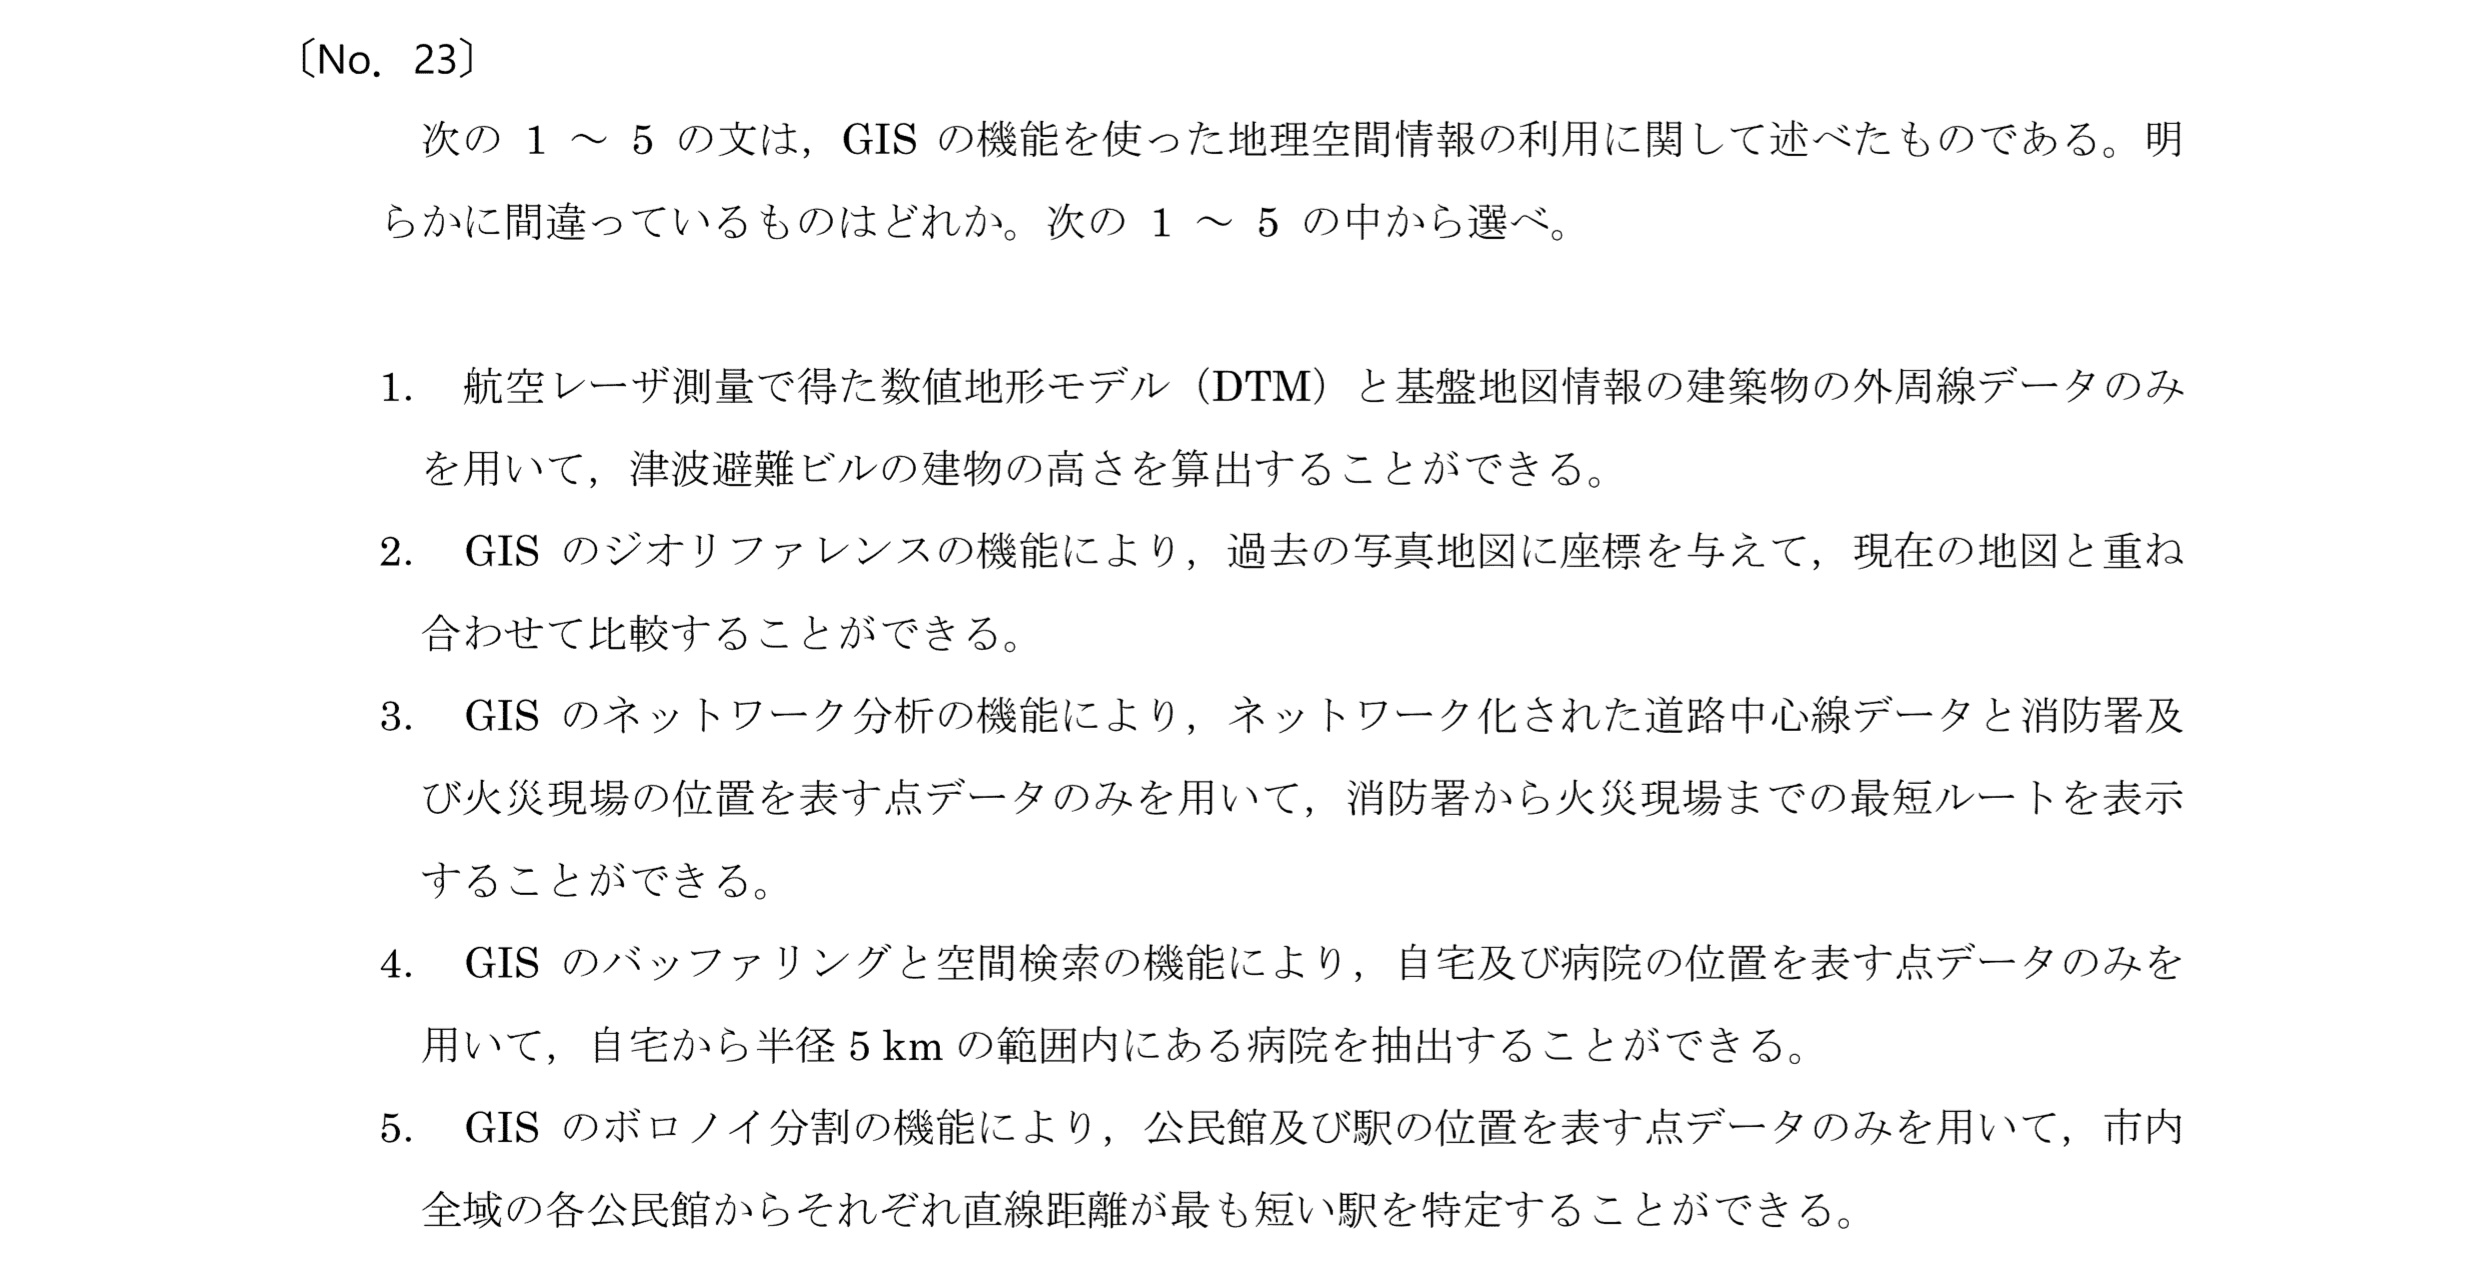 〔No. 23〕
次の 1 ～ 5 の文は，GIS の機能を使った地理空間情報の利用に関して述べたものである。明
らかに間違っているものはどれか。次の 1 ～ 5 の中から選べ。
1. 航空レーザ測量で得た数値地形モデル（DTM）と基盤地図情報の建築物の外周線データのみ
を用いて，津波避難ビルの建物の高さを算出することができる。
2. GIS のジオリファレンスの機能により，過去の写真地図に座標を与えて，現在の地図と重ね
合わせて比較することができる。
3. GIS のネットワーク分析の機能により，ネットワーク化された道路中心線データと消防署及
び火災現場の位置を表す点データのみを用いて，消防署から火災現場までの最短ルートを表示
することができる。
4. GIS のバッファリングと空間検索の機能により，自宅及び病院の位置を表す点データのみを
用いて，自宅から半径 5 km の範囲内にある病院を抽出することができる。
5. GIS のボロノイ分割の機能により，公民館及び駅の位置を表す点データのみを用いて，市内
全域の各公民館からそれぞれ直線距離が最も短い駅を特定することができる。